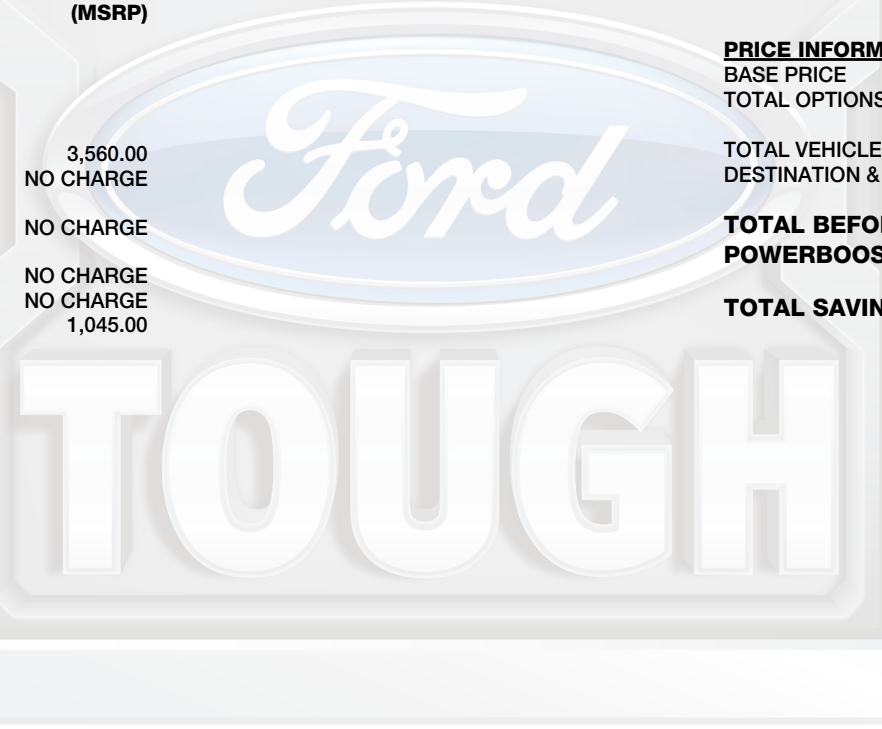 (MSRP)
3,560.00
NO CHARGE
NO CHARGE
NO CHARGE
NO CHARGE
1,045.00
PRICE INFORM
BASE PRICE
TOTAL OPTIONS
TOTAL VEHICLE
DESTINATION &
TOTAL BEFO
POWERBOOS
TOTAL SAVIN
Ford
TOUGH